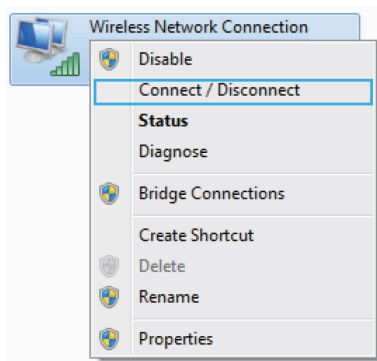 Wireless Network Connection
Disable
Connect / Disconnect
Status
Diagnose
Bridge Connections
Create Shortcut
Delete
Rename
Properties